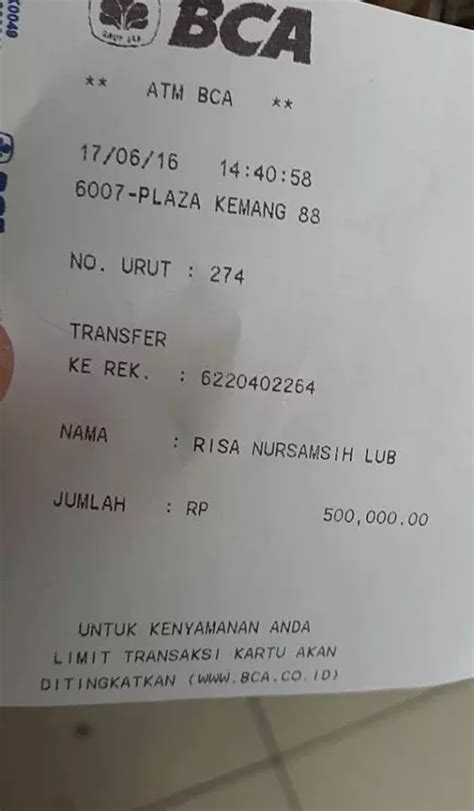 BCA
** ATM BCA **
17/06/16 14:40:58
6007-PLAZA KEMANG 88
NO. URUT : 274
TRANSFER
KE REK. : 6220402264
NAMA : RISA NURSAMSIH LUB
JUMLAH : RP 500,000.00
UNTUK KENYAMANAN ANDA
LIMIT TRANSAKSI KARTU AKAN
DITINGKATKAN (WWW.BCA.CO.ID)